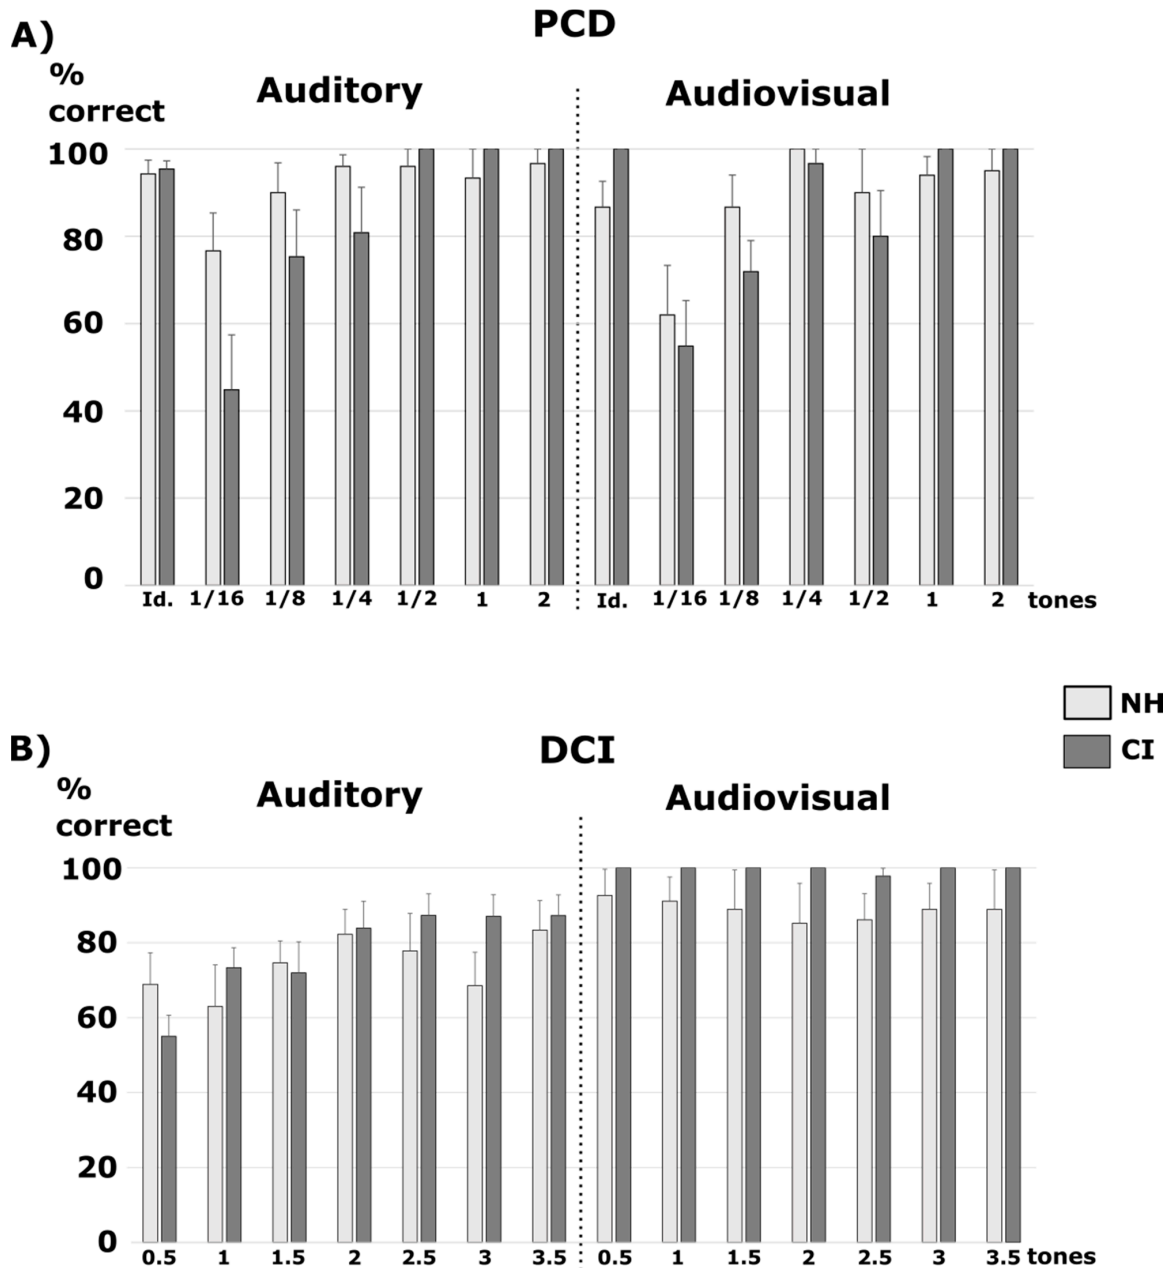 A)
PCD
%
correct
Auditory
Audiovisual
100
80
60
40
20
0
Id. 1/16 1/8 1/4 1/2 1 2 Id. 1/16 1/8 1/4 1/2 1 2 tones
NH
CI
B)
DCI
%
correct
Auditory
Audiovisual
100
80
60
40
20
0
0.5 1 1.5 2 2.5 3 3.5 0.5 1 1.5 2 2.5 3 3.5 tones